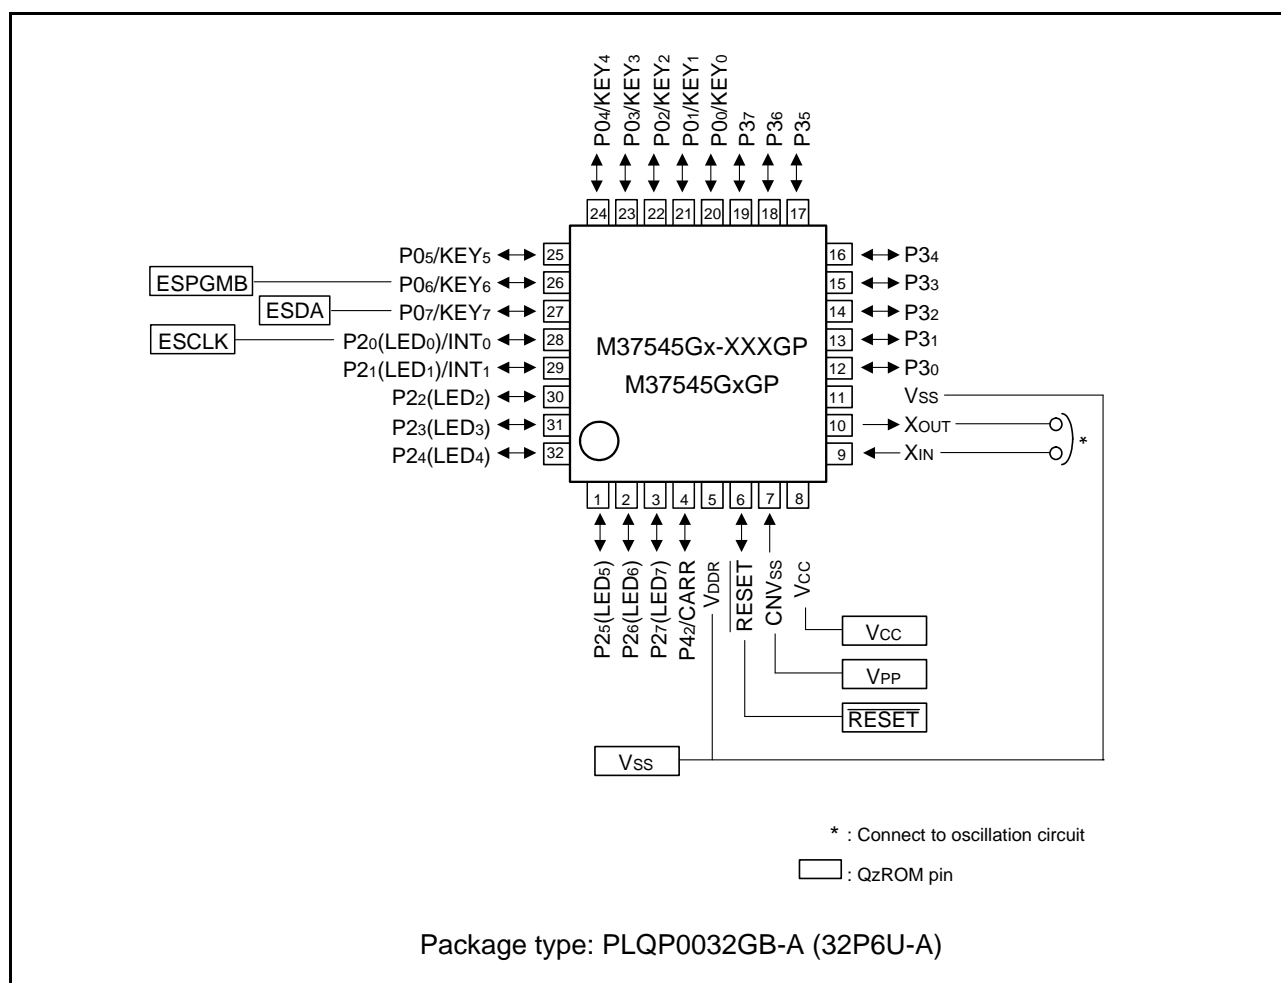 P04/KEY4
P03/KEY3
P02/KEY2
P01/KEY1
P00/KEY0
P37
P36
P35
24 23 22 21 20 19 18 17
P05/KEY5 25
ESPGMB P06/KEY6 26
ESDA P07/KEY7 27
ESCLK P20(LED0)/INT0 28
P21(LED1)/INT1 29
P22(LED2) 30
P23(LED3) 31
P24(LED4) 32
M37545Gx-XXXGP
M37545GxGP
16 P34
15 P33
14 P32
13 P31
12 P30
11 VSS
10 XOUT
9 XIN
*
1 2 3 4 5 6 7 8
P25(LED5)
P26(LED6)
P27(LED7)
P42/CARR
VDDR
RESET
CNVSS
VCC
VCC
VPP
RESET
VSS
* : Connect to oscillation circuit
: QzROM pin
Package type: PLQP0032GB-A (32P6U-A)